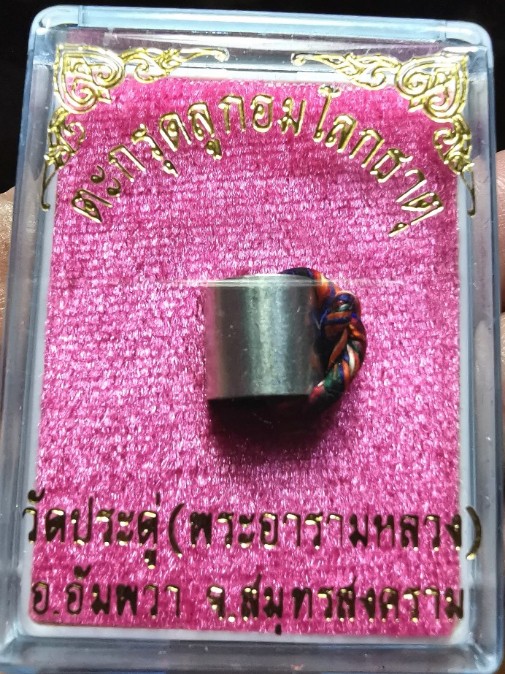 ตะกรุดลูกอมโลกธาตุ
วัดประดู่(พระอารามหลวง)
อ.อัมพวา จ.สมุทรสงคราม